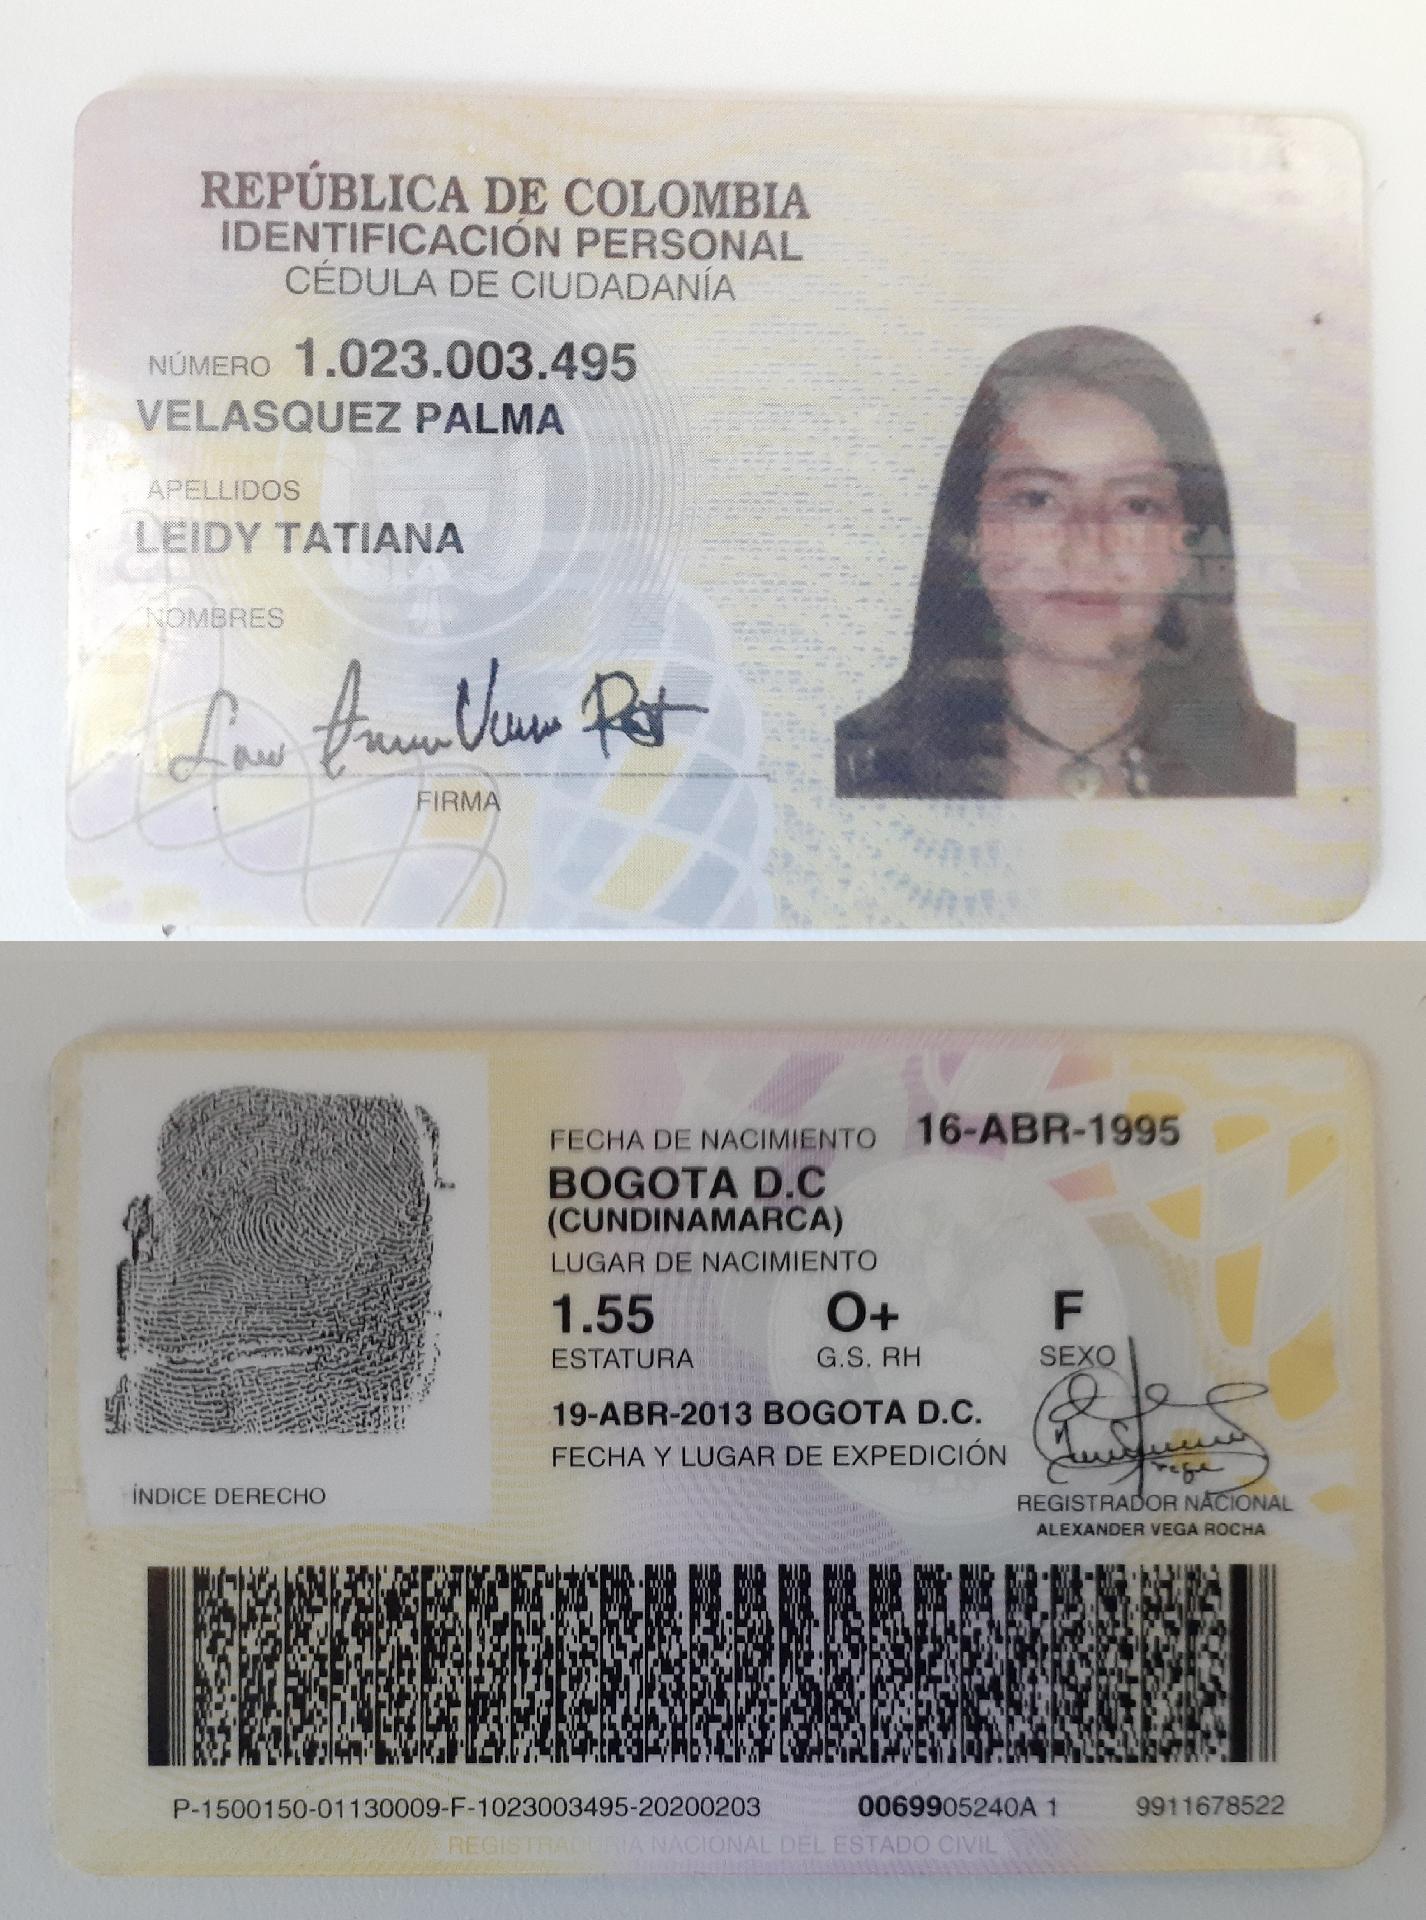 REPÚBLICA DE COLOMBIA
IDENTIFICACIÓN PERSONAL
CÉDULA DE CIUDADANÍA
NÚMERO 1.023.003.495
VELASQUEZ PALMA
APELLIDOS
LEIDY TATIANA
NOMBRES
FIRMA
FECHA DE NACIMIENTO 16-ABR-1995
BOGOTA D.C
(CUNDINAMARCA)
LUGAR DE NACIMIENTO
1.55 O+ F
ESTATURA G.S. RH SEXO
19-ABR-2013 BOGOTA D.C.
FECHA Y LUGAR DE EXPEDICIÓN
ÍNDICE DERECHO
REGISTRADOR NACIONAL
ALEXANDER VEGA ROCHA
P-1500150-01130009-F-1023003495-20200203 0069905240A 1 9911678522
REGISTRADURIA NACIONAL DEL ESTADO CIVIL